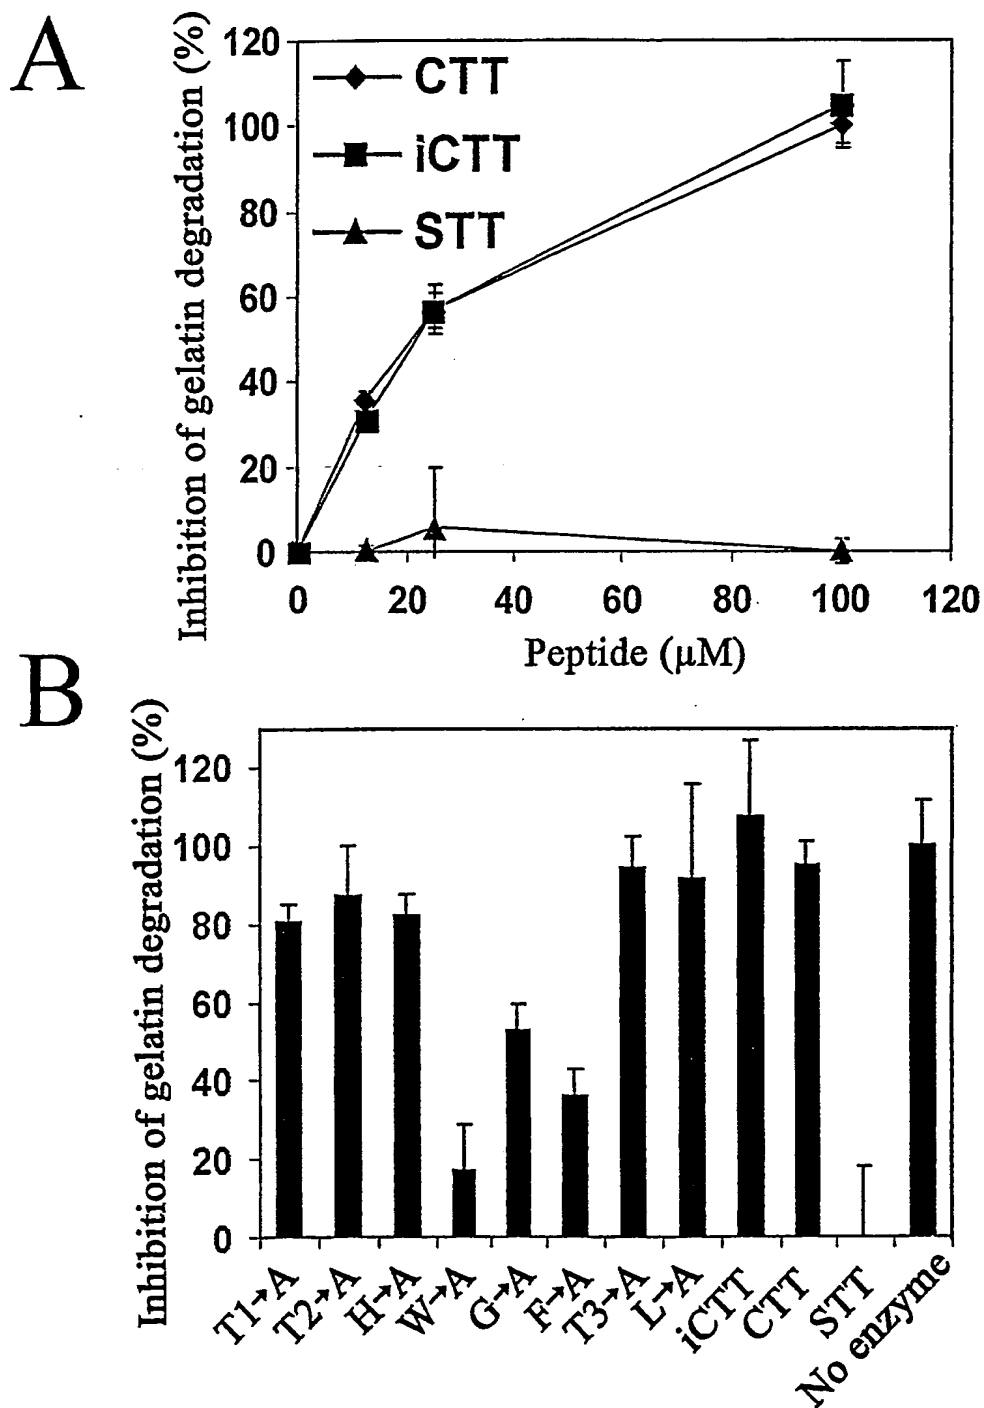 A
Inhibition of gelatin degradation (%)
120
100
80
60
40
20
0
CTT
iCTT
STT
0 20 40 60 80 100 120
Peptide (μM)
B
Inhibition of gelatin degradation (%)
120
100
80
60
40
20
0
T1→A T2→A H→A W→A G→A F→A T3→A L→A iCTT CTT STT No enzyme